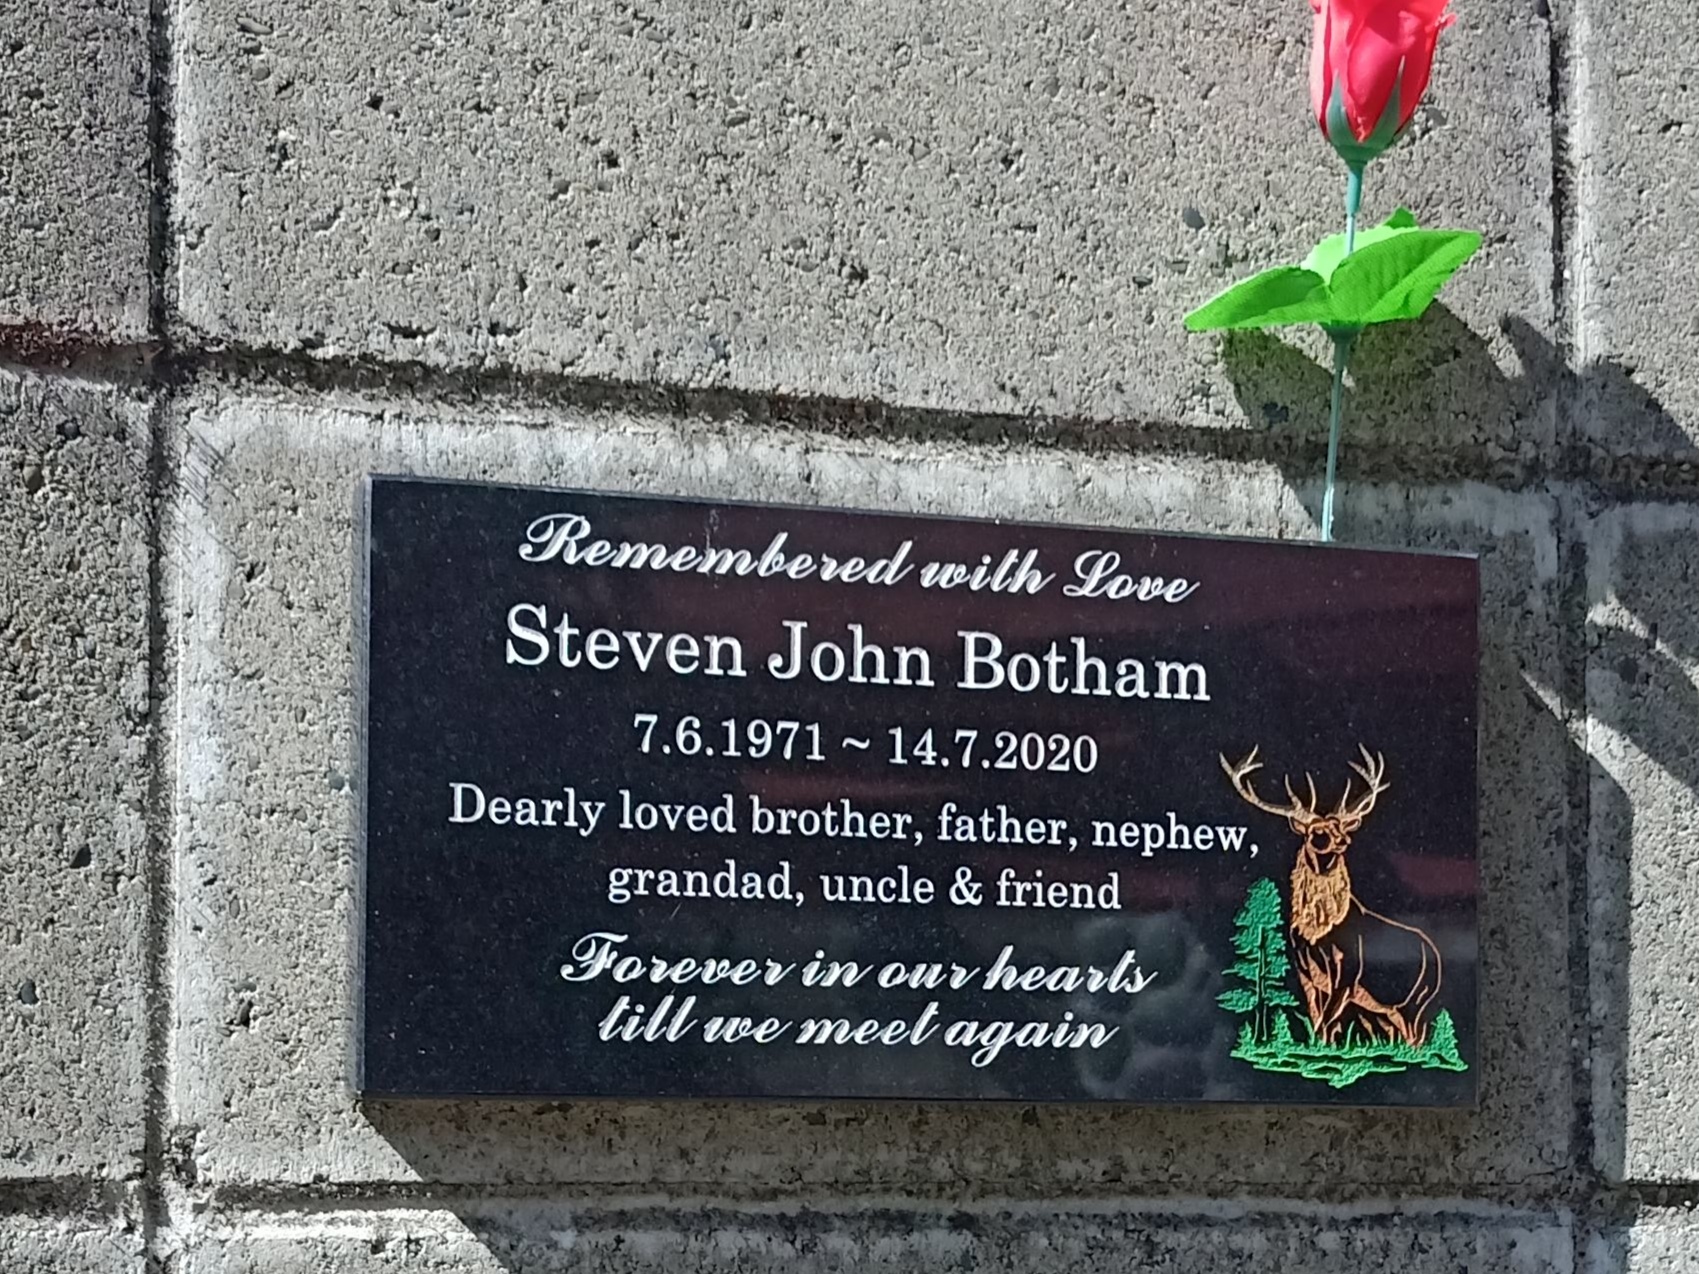 Remembered with Love
Steven John Botham
7.6.1971 ~ 14.7.2020
Dearly loved brother, father, nephew,
grandad, uncle & friend
Forever in our hearts
till we meet again